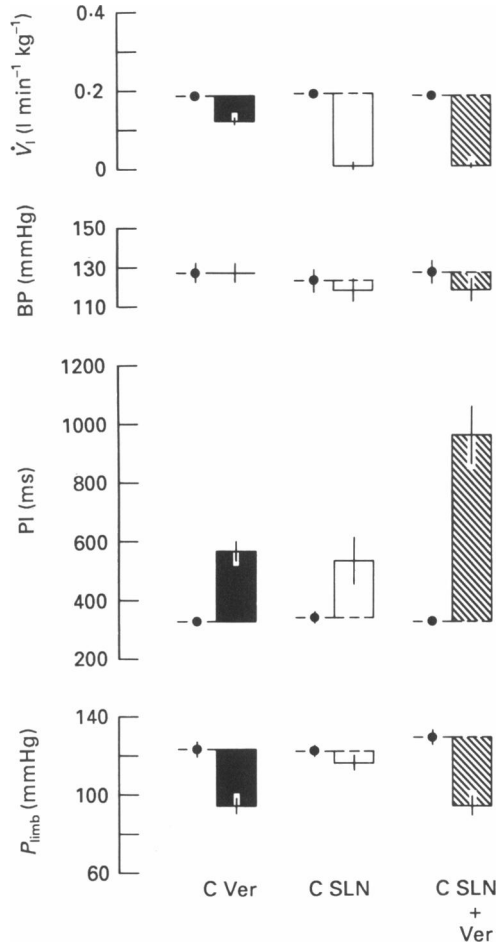 0·4
0·2
0
V̇I (l min⁻¹ kg⁻¹)
150
130
110
BP (mmHg)
1200
1000
800
600
400
200
PI (ms)
140
100
60
Plimb (mmHg)
C Ver
C SLN
C SLN
+
Ver